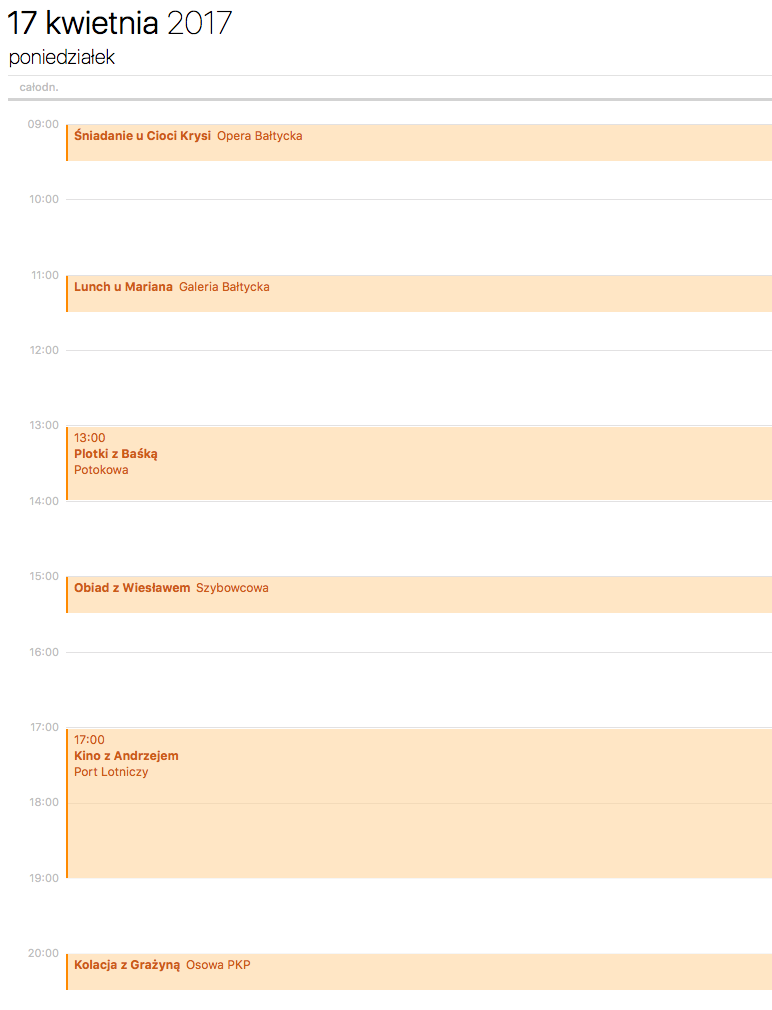 17 kwietnia 2017
poniedziałek
całodn.
09:00
Śniadanie u Cioci Krysi Opera Bałtycka
10:00
11:00
Lunch u Mariana Galeria Bałtycka
12:00
13:00
13:00
Plotki z Baśką
Potokowa
14:00
15:00
Obiad z Wiesławem Szybowcowa
16:00
17:00
17:00
Kino z Andrzejem
Port Lotniczy
18:00
19:00
20:00
Kolacja z Grażyną Osowa PKP